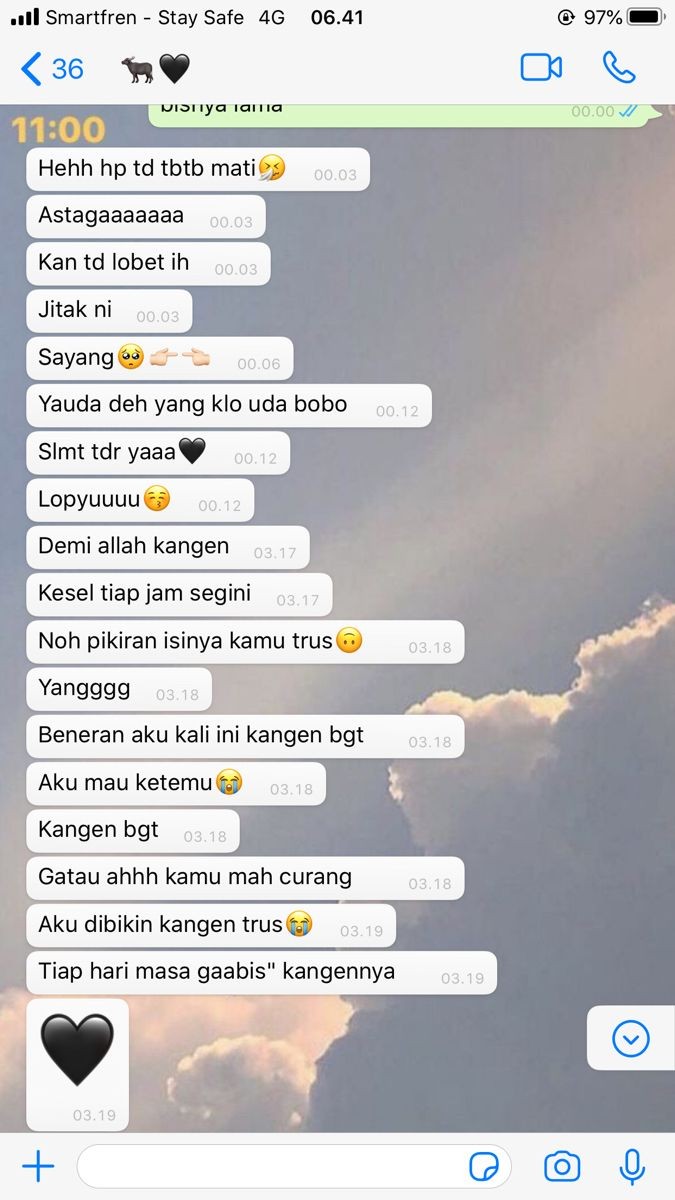 Smartfren - Stay Safe 4G 06.41 97%
36 🐃🖤
bisnya lama 00.00
11:00
Hehh hp td tbtb mati🤧 00.03
Astagaaaaaaa 00.03
Kan td lobet ih 00.03
Jitak ni 00.03
Sayang🥺👉🏻👈🏻 00.06
Yauda deh yang klo uda bobo 00.12
Slmt tdr yaaa🖤 00.12
Lopyuuuu😚 00.12
Demi allah kangen 03.17
Kesel tiap jam segini 03.17
Noh pikiran isinya kamu trus🙃 03.18
Yangggg 03.18
Beneran aku kali ini kangen bgt 03.18
Aku mau ketemu😭 03.18
Kangen bgt 03.18
Gatau ahhh kamu mah curang 03.18
Aku dibikin kangen trus😭 03.19
Tiap hari masa gaabis" kangennya 03.19
🖤 03.19